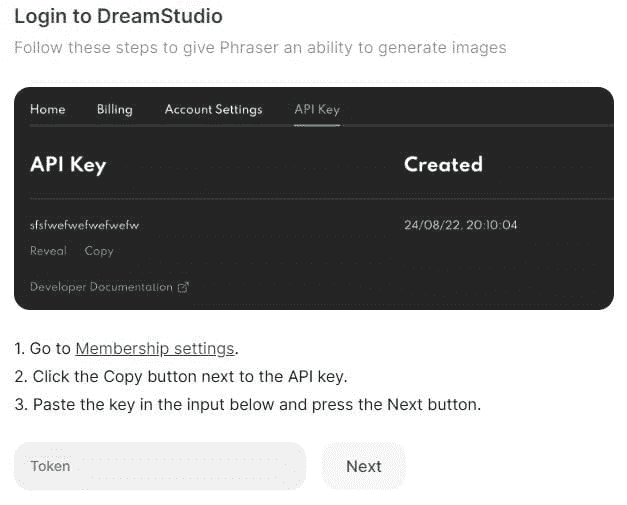 Login to DreamStudio
Follow these steps to give Phraser an ability to generate images
Home Billing Account Settings API Key
API Key Created
sfsfwefwefwefwefw 24/08/22, 20:10:04
Reveal Copy
Developer Documentation
1. Go to Membership settings.
2. Click the Copy button next to the API key.
3. Paste the key in the input below and press the Next button.
Token Next